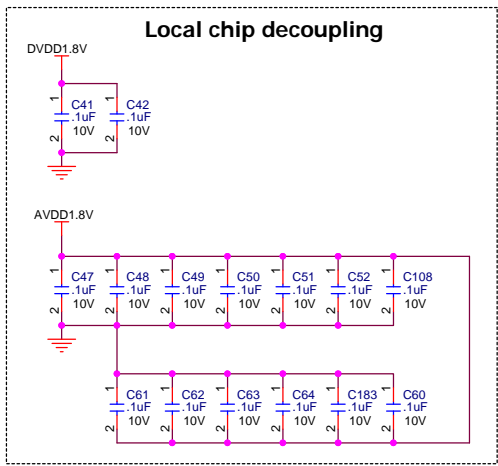 Local chip decoupling
DVDD1.8V
1 C41 1 C42
.1uF .1uF
2 10V 2 10V
AVDD1.8V
1 C47 1 C48 1 C49 1 C50 1 C51 1 C52 1 C108
.1uF .1uF .1uF .1uF .1uF .1uF .1uF
2 10V 2 10V 2 10V 2 10V 2 10V 2 10V 2 10V
1 C61 1 C62 1 C63 1 C64 1 C183 1 C60
.1uF .1uF .1uF .1uF .1uF .1uF
2 10V 2 10V 2 10V 2 10V 2 10V 2 10V